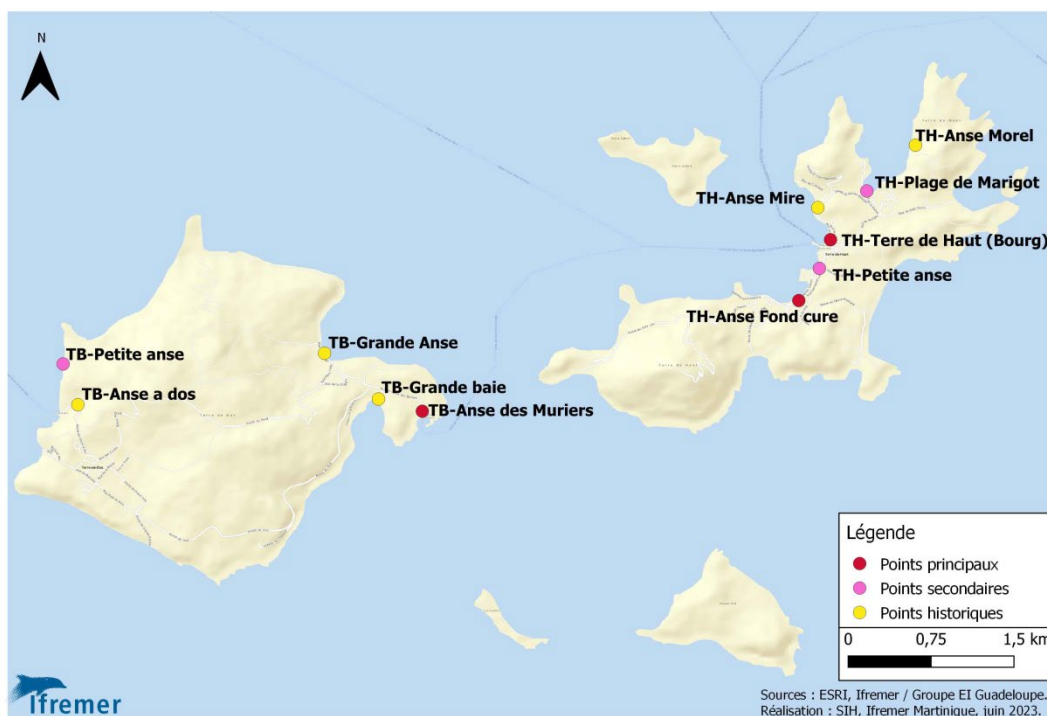 N
TH-Anse Morel
TH-Plage de Marigot
TH-Anse Mire
TH-Terre de Haut (Bourg)
TH-Petite anse
TH-Anse Fond cure
TB-Grande Anse
TB-Petite anse
TB-Grande baie
TB-Anse a dos
TB-Anse des Muriers
Légende
Points principaux
Points secondaires
Points historiques
0 0,75 1,5 km
Ifremer
Sources : ESRI, Ifremer / Groupe EI Guadeloupe.
Réalisation : SIH, Ifremer Martinique, juin 2023.